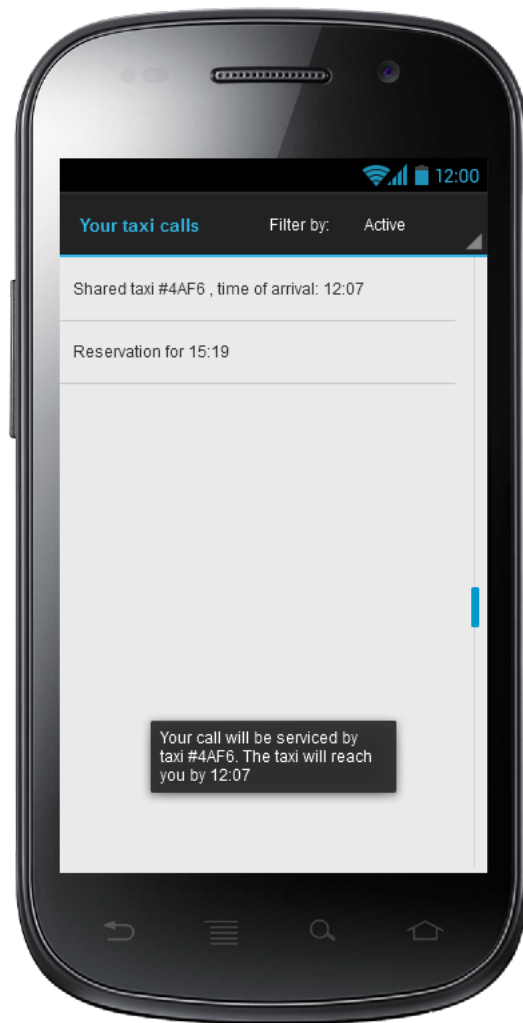 12:00
Your taxi calls Filter by: Active
Shared taxi #4AF6 , time of arrival: 12:07
Reservation for 15:19
Your call will be serviced by
taxi #4AF6. The taxi will reach
you by 12:07